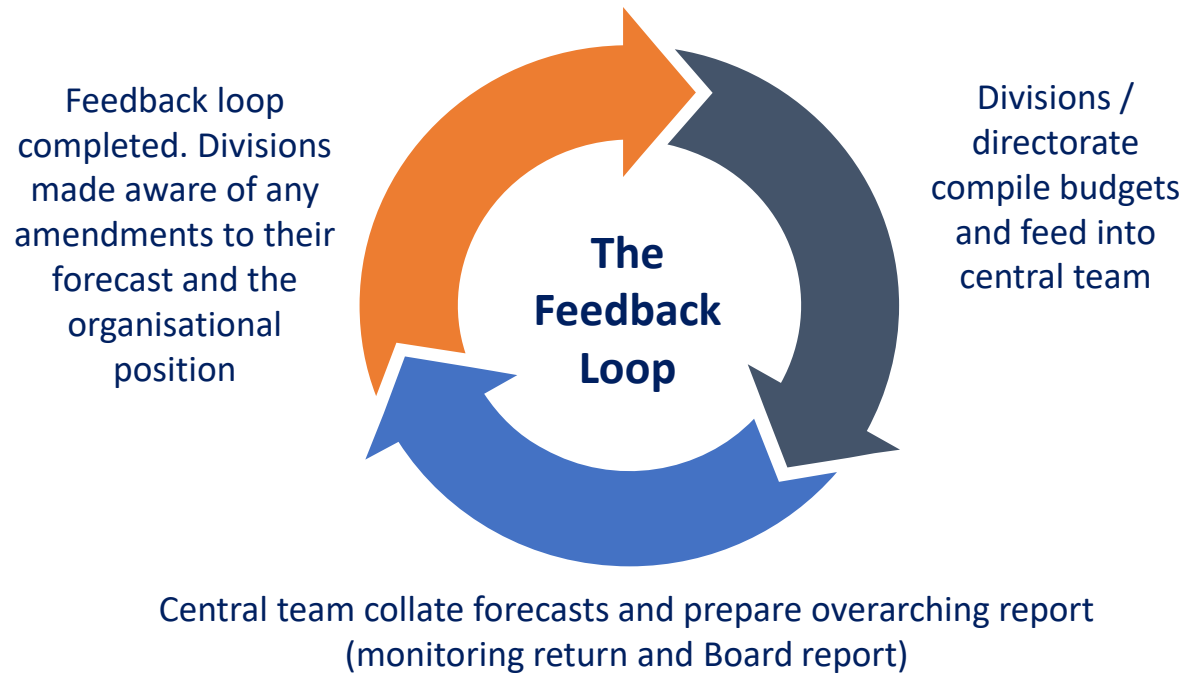 The
Feedback
Loop
Divisions /
directorate
compile budgets
and feed into
central team
Central team collate forecasts and prepare overarching report
(monitoring return and Board report)
Feedback loop
completed. Divisions
made aware of any
amendments to their
forecast and the
organisational
position